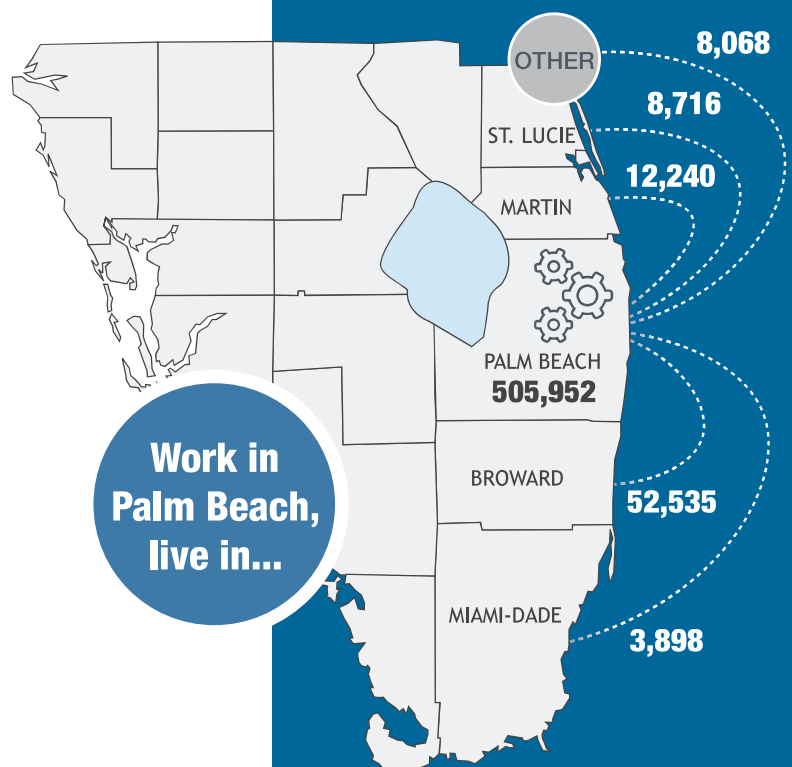 OTHER
8,068
8,716
ST. LUCIE
12,240
MARTIN
PALM BEACH
505,952
Work in
Palm Beach,
live in...
BROWARD
52,535
MIAMI-DADE
3,898